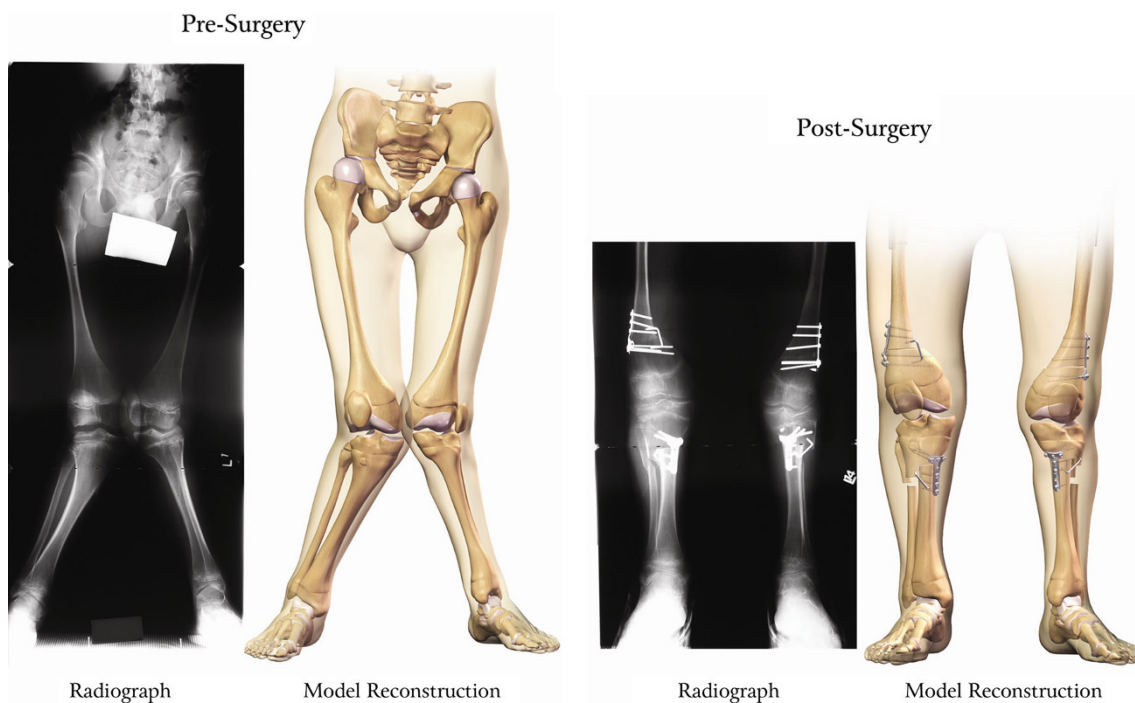 Pre-Surgery
Post-Surgery
L
Radiograph
Model Reconstruction
Radiograph
Model Reconstruction